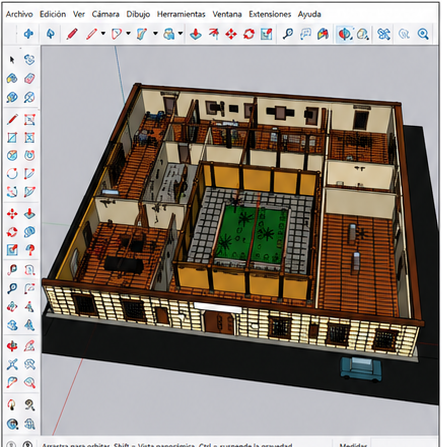 Archivo Edición Ver Cámara Dibujo Herramientas Ventana Extensiones Ayuda
Arrastra para orbitar. Shift = Vista panorámica, Ctrl = suspende la gravedad. Medidas